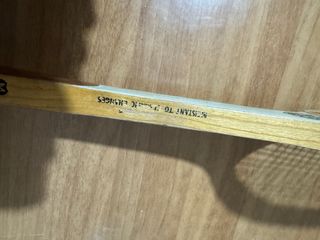 RESISTANT TO CHANGES